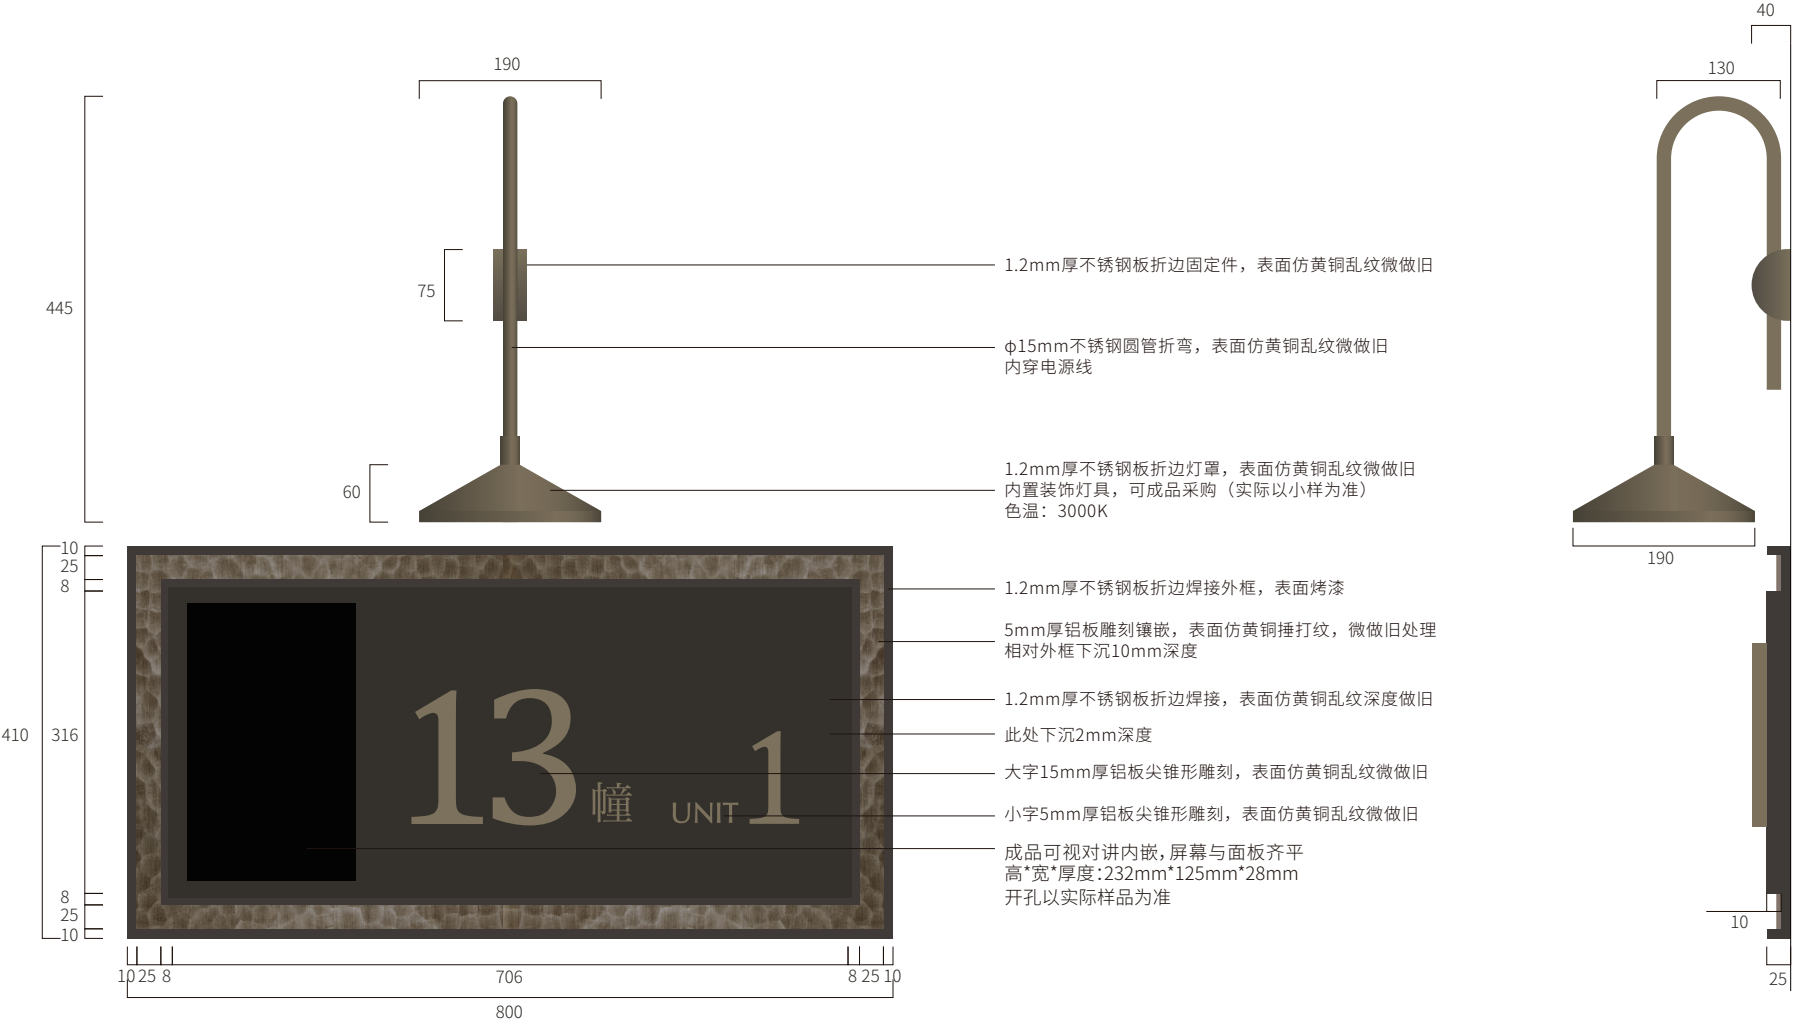 40
190
130
445
75
1.2mm厚不锈钢板折边固定件，表面仿黄铜乱纹微做旧
ф15mm不锈钢圆管折弯，表面仿黄铜乱纹微做旧
内穿电源线
60
1.2mm厚不锈钢板折边灯罩，表面仿黄铜乱纹微做旧
内置装饰灯具，可成品采购（实际以小样为准）
色温：3000K
190
10
25
8
1.2mm厚不锈钢板折边焊接外框，表面烤漆
5mm厚铝板雕刻镶嵌，表面仿黄铜捶打纹，微做旧处理
相对外框下沉10mm深度
1.2mm厚不锈钢板折边焊接，表面仿黄铜乱纹深度做旧
410
316
此处下沉2mm深度
13幢 UNIT1
大字15mm厚铝板尖锥形雕刻，表面仿黄铜乱纹微做旧
小字5mm厚铝板尖锥形雕刻，表面仿黄铜乱纹微做旧
成品可视对讲内嵌，屏幕与面板齐平
高*宽*厚度：232mm*125mm*28mm
开孔以实际样品为准
8
25
10
10
10 25 8 706 8 25 10
25
800